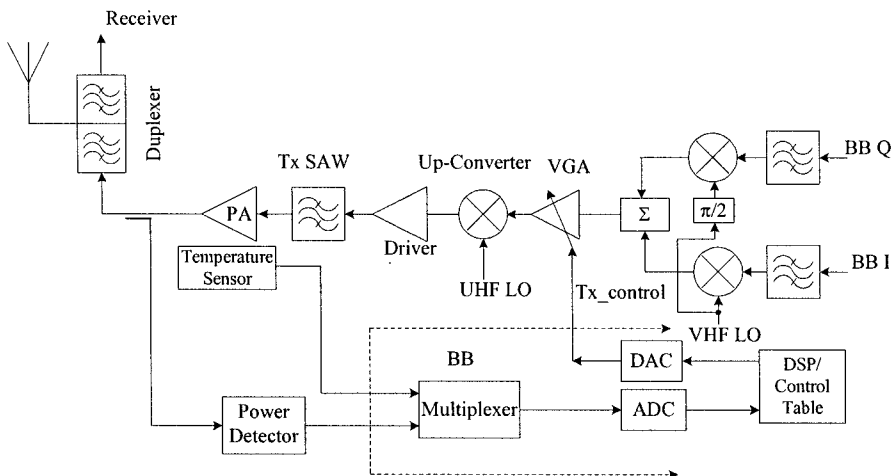 Receiver
Duplexer
Tx SAW
Up-Converter
VGA
BB Q
PA
Σ
π/2
Driver
Temperature
Sensor
UHF LO
Tx_control
BB I
VHF LO
BB
DAC
DSP/
Control
Table
Power
Detector
Multiplexer
ADC